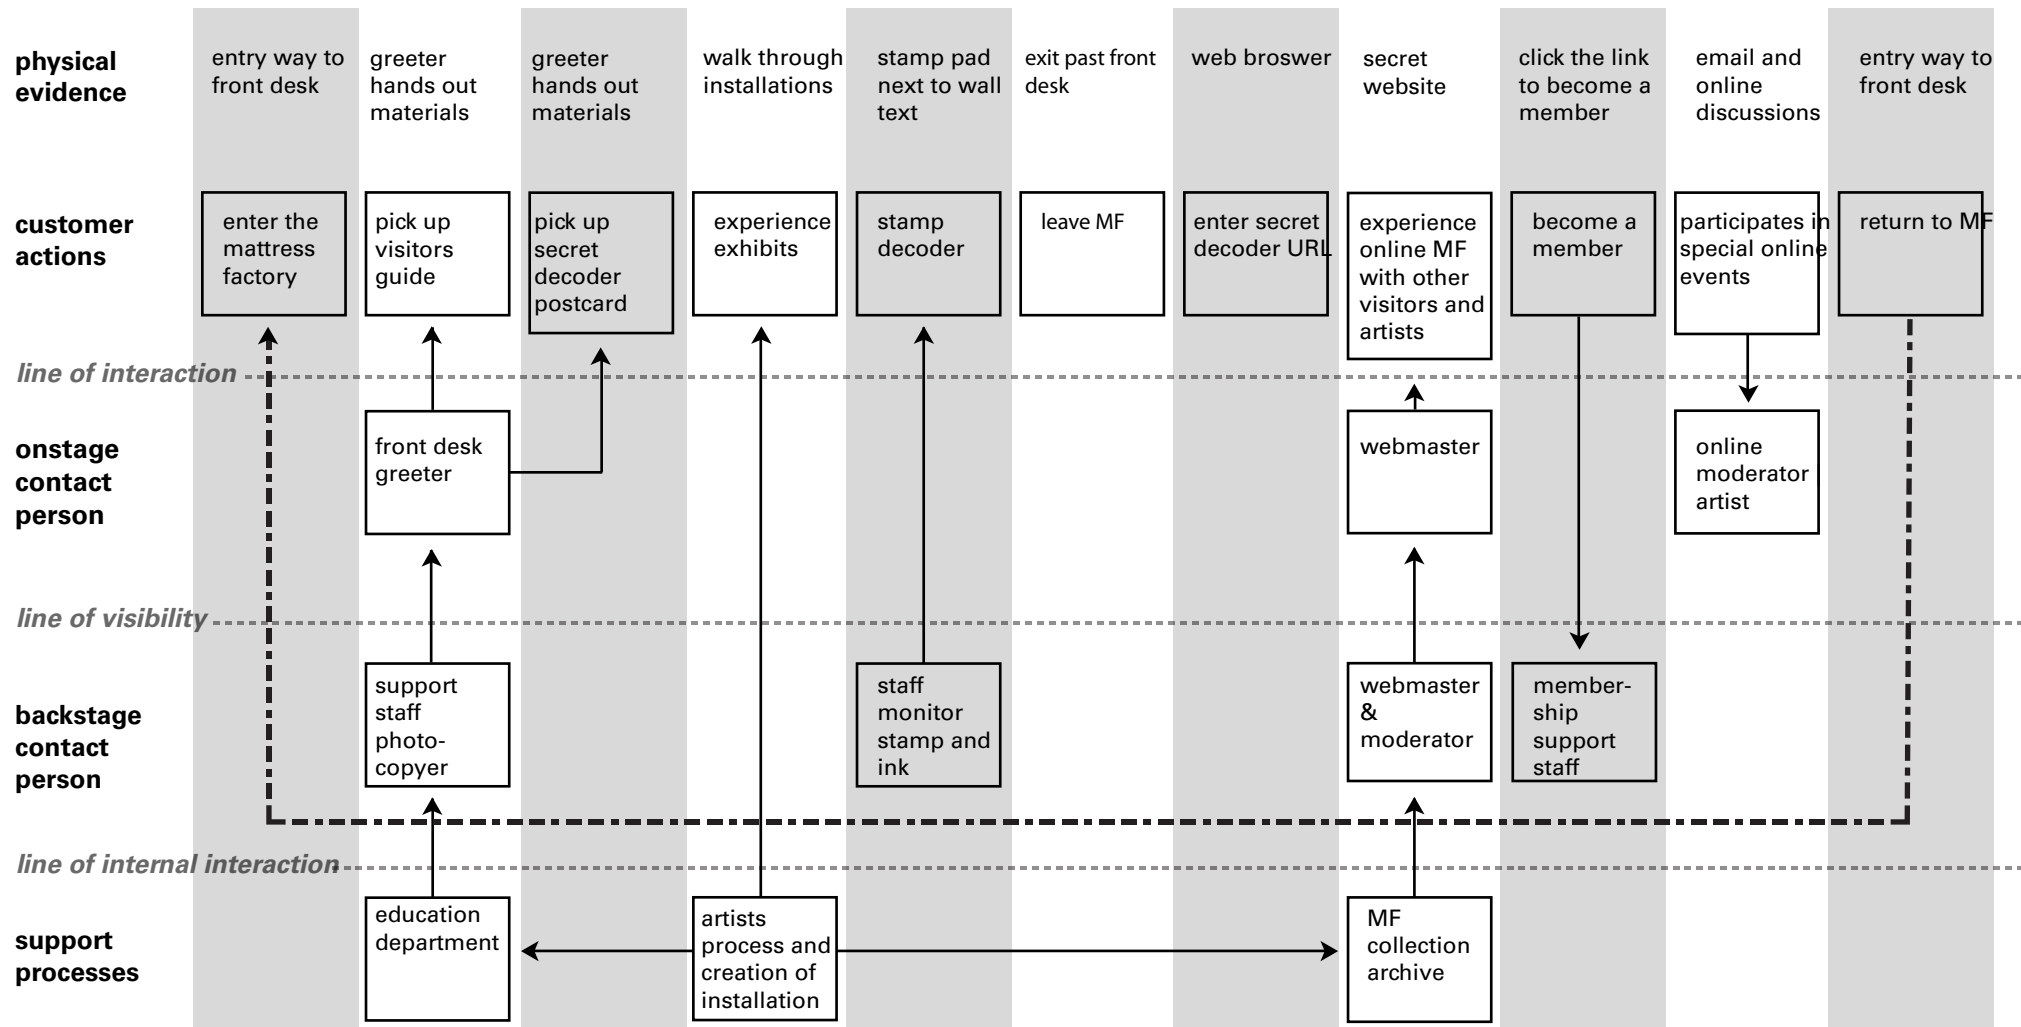 physical
evidence
entry way to
front desk
greeter
hands out
materials
greeter
hands out
materials
walk through
installations
stamp pad
next to wall
text
exit past front
desk
web broswer
secret
website
click the link
to become a
member
email and
online
discussions
entry way to
front desk
customer
actions
enter the
mattress
factory
pick up
visitors
guide
pick up
secret
decoder
postcard
experience
exhibits
stamp
decoder
leave MF
enter secret
decoder URL
experience
online MF
with other
visitors and
artists
become a
member
participates in
special online
events
return to MF
line of interaction
onstage
contact
person
front desk
greeter
webmaster
online
moderator
artist
line of visibility
backstage
contact
person
support
staff
photo-
copyer
staff
monitor
stamp and
ink
webmaster
&
moderator
member-
ship
support
staff
line of internal interaction
support
processes
education
department
artists
process and
creation of
installation
MF
collection
archive